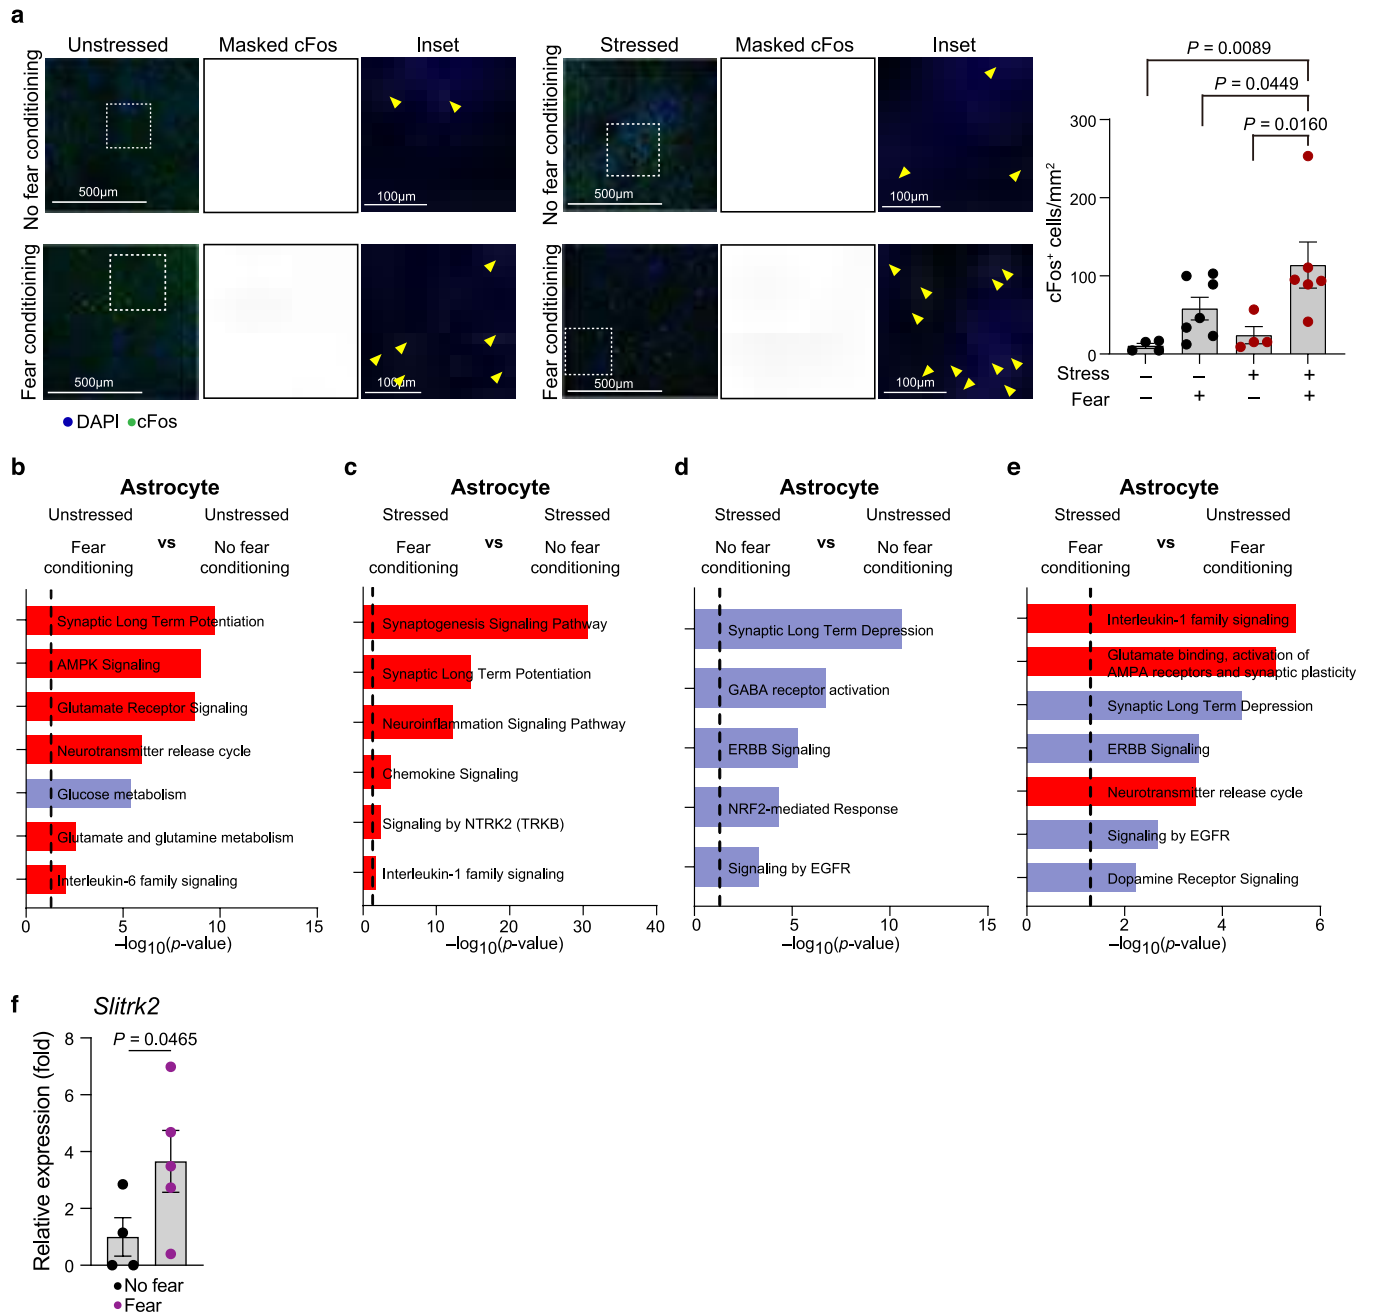 a
Unstressed
Masked cFos
Inset
Stressed
Masked cFos
Inset
No fear conditioining
500µm
100µm
No fear conditioining
500µm
100µm
Fear conditioining
500µm
100µm
Fear conditioining
500µm
100µm
DAPI
cFos
P = 0.0089
P = 0.0449
P = 0.0160
cFos+ cells/mm2
300
200
100
0
Stress – – + +
Fear – + – +
b
Astrocyte
Unstressed
Unstressed
vs
Fear
conditioning
No fear
conditioning
Synaptic Long Term Potentiation
AMPK Signaling
Glutamate Receptor Signaling
Neurotransmitter release cycle
Glucose metabolism
Glutamate and glutamine metabolism
Interleukin-6 family signaling
0 5 10 15
–log10(p-value)
c
Astrocyte
Stressed
Stressed
vs
Fear
conditioning
No fear
conditioning
Synaptogenesis Signaling Pathway
Synaptic Long Term Potentiation
Neuroinflammation Signaling Pathway
Chemokine Signaling
Signaling by NTRK2 (TRKB)
Interleukin-1 family signaling
0 10 20 30 40
–log10(p-value)
d
Astrocyte
Stressed
Unstressed
vs
No fear
conditioning
No fear
conditioning
Synaptic Long Term Depression
GABA receptor activation
ERBB Signaling
NRF2-mediated Response
Signaling by EGFR
0 5 10 15
–log10(p-value)
e
Astrocyte
Stressed
Unstressed
vs
Fear
conditioning
Fear
conditioning
Interleukin-1 family signaling
Glutamate binding, activation of
AMPA receptors and synaptic plasticity
Synaptic Long Term Depression
ERBB Signaling
Neurotransmitter release cycle
Signaling by EGFR
Dopamine Receptor Signaling
0 2 4 6
–log10(p-value)
f
Slitrk2
P = 0.0465
Relative expression (fold)
8
6
4
2
0
No fear
Fear